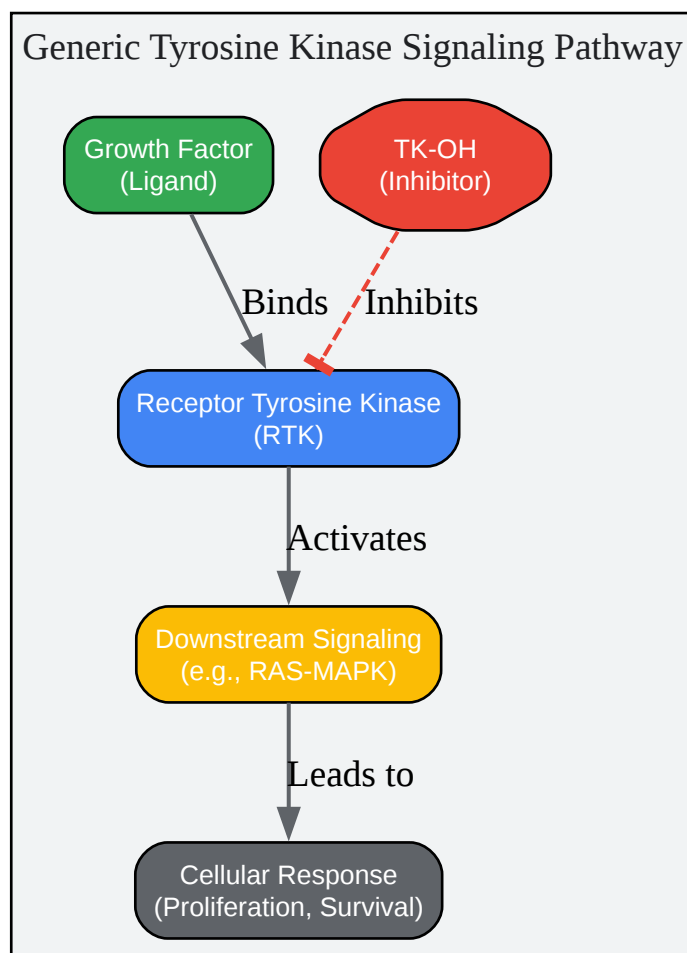 Generic Tyrosine Kinase Signaling Pathway
Growth Factor
(Ligand)
TK-OH
(Inhibitor)
Binds
Inhibits
Receptor Tyrosine Kinase
(RTK)
Activates
Downstream Signaling
(e.g., RAS-MAPK)
Leads to
Cellular Response
(Proliferation, Survival)